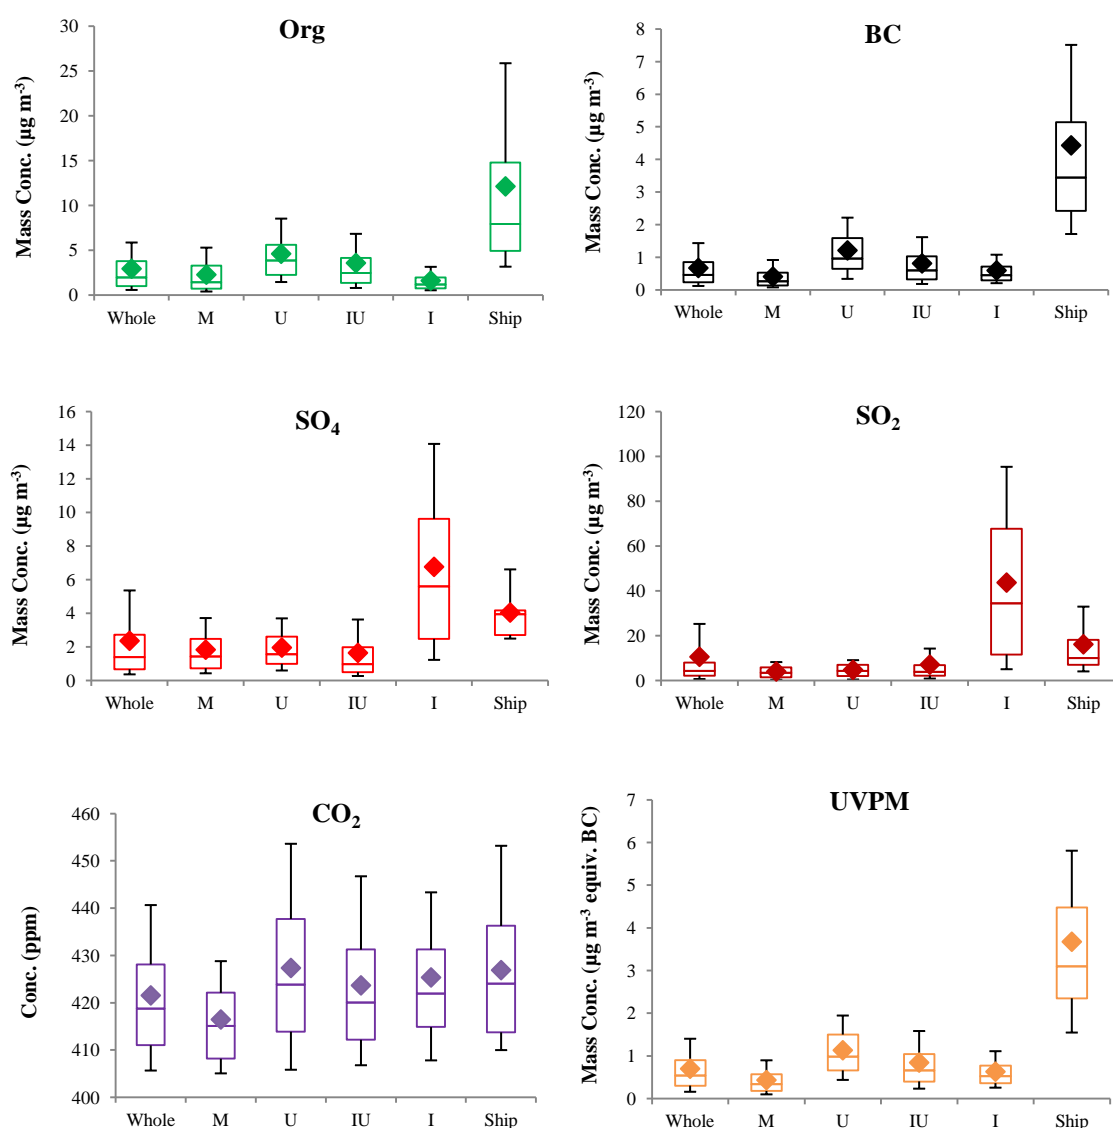 Org
Mass Conc. (µg m⁻³)
30
25
20
15
10
5
0
Whole M U IU I Ship
BC
Mass Conc. (µg m⁻³)
8
7
6
5
4
3
2
1
0
Whole M U IU I Ship
SO₄
Mass Conc. (µg m⁻³)
16
14
12
10
8
6
4
2
0
Whole M U IU I Ship
SO₂
Mass Conc. (µg m⁻³)
120
100
80
60
40
20
0
Whole M U IU I Ship
CO₂
Conc. (ppm)
460
450
440
430
420
410
400
Whole M U IU I Ship
UVPM
Mass Conc. (µg m⁻³ equiv. BC)
7
6
5
4
3
2
1
0
Whole M U IU I Ship